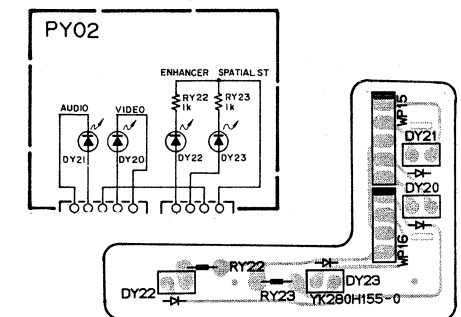 PY02
ENHANCER SPATIAL ST
RY22
1k
RY23
1k
AUDIO
VIDEO
DY21
DY20
DY22
DY23
WP15
DY21
DY20
WP16
RY22
DY22
RY23
DY23
YK280H155-0